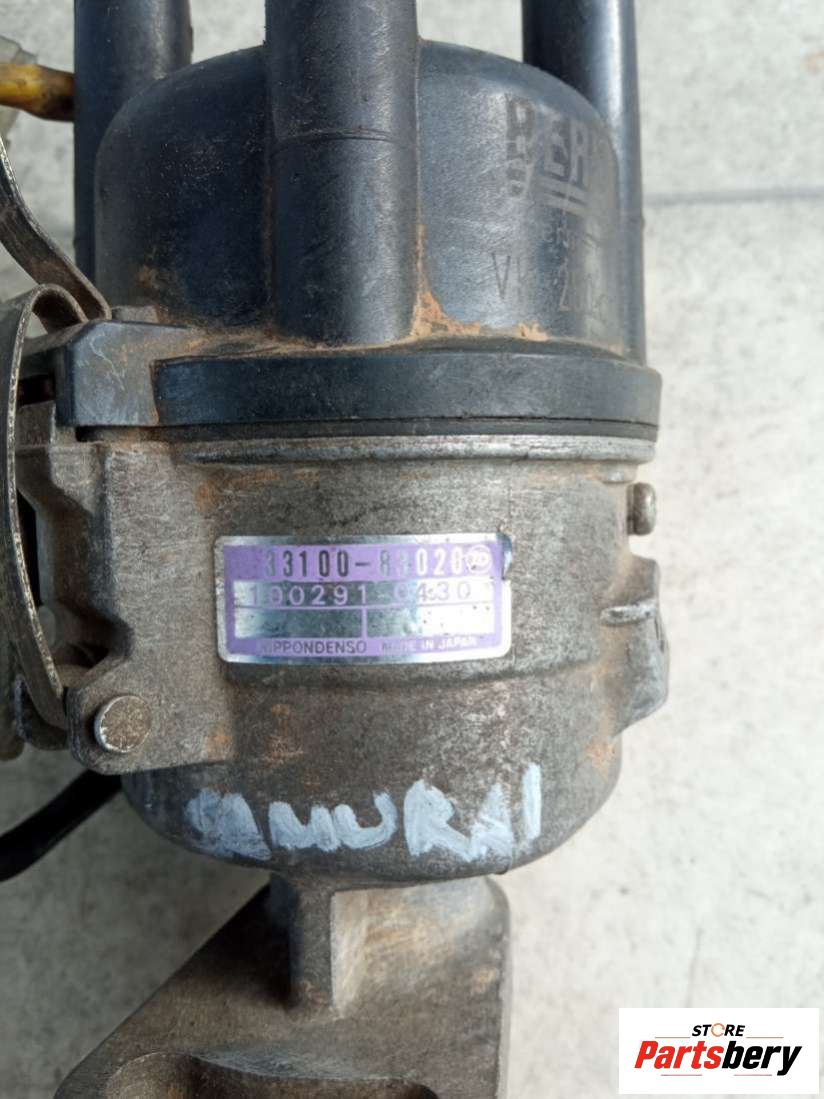 33100-83020
100291-0430
NIPPONDENSO MADE IN JAPAN
SAMURAI
STORE
Partsbery